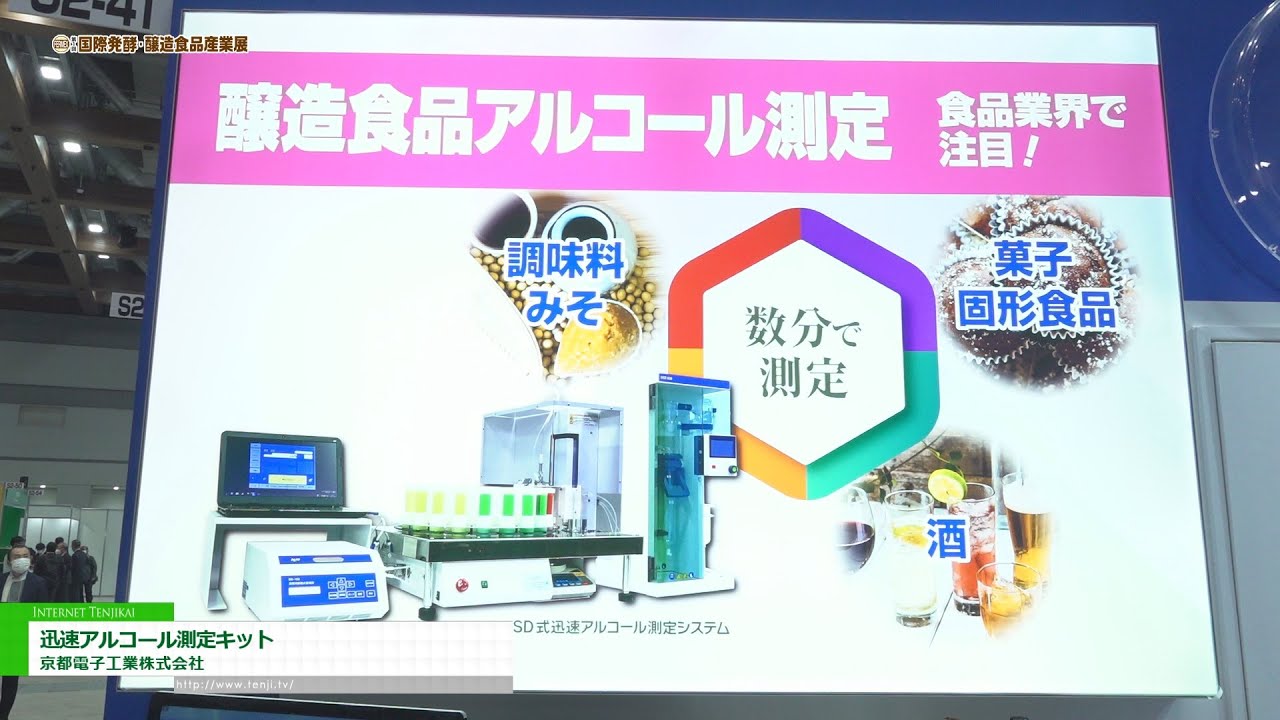 S2-41
国際発酵・醸造食品産業展
醸造食品アルコール測定
食品業界で
注目!
調味料
みそ
菓子
固形食品
数分で
測定
酒
S2
SD式迅速アルコール測定システム
INTERNET TENJIKAI
迅速アルコール測定キット
京都電子工業株式会社
http://www.tenji.tv/